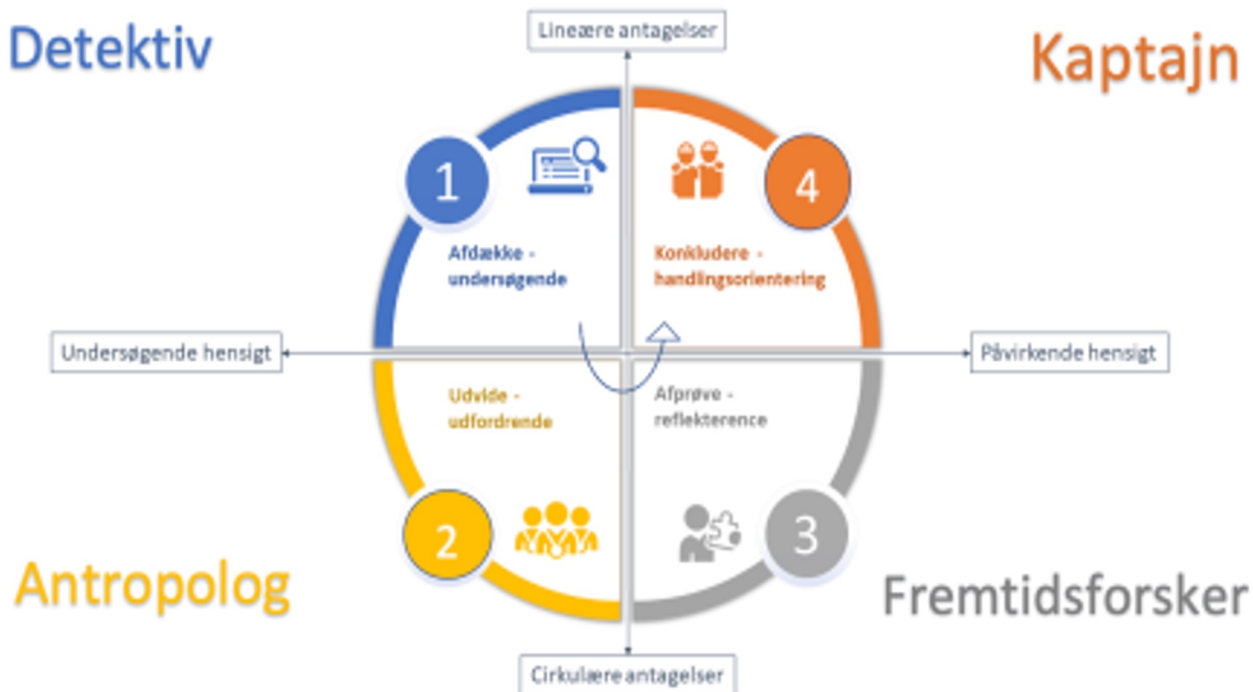 Detektiv
Lineære antagelser
Kaptajn
1
4
Afdække -
undersøgende
Konkludere -
handlingsorientering
Undersøgende hensigt
Påvirkende hensigt
Udvide -
udfordrende
Afprøve -
reflekterence
2
3
Antropolog
Fremtidsforsker
Cirkulære antagelser